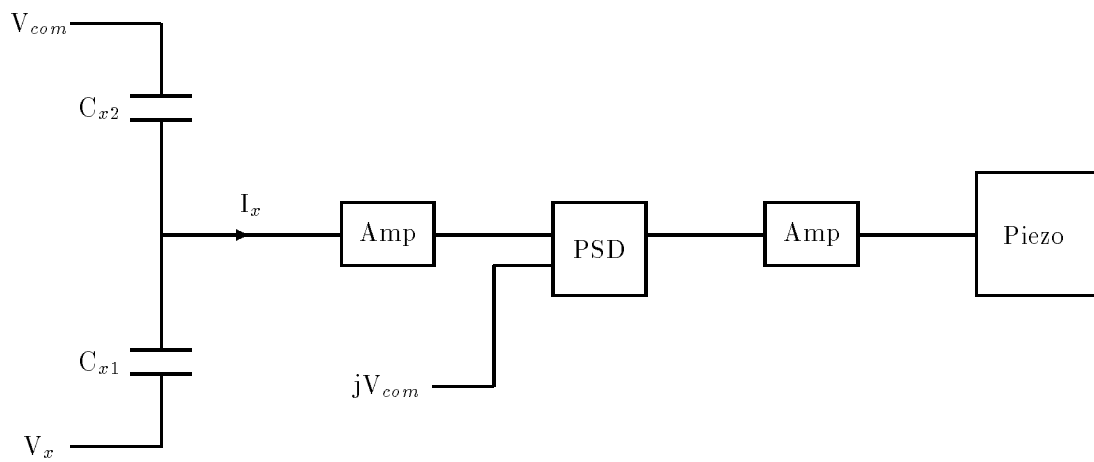 V_com
C_x2
I_x
Amp
PSD
Amp
Piezo
C_x1
jV_com
V_x